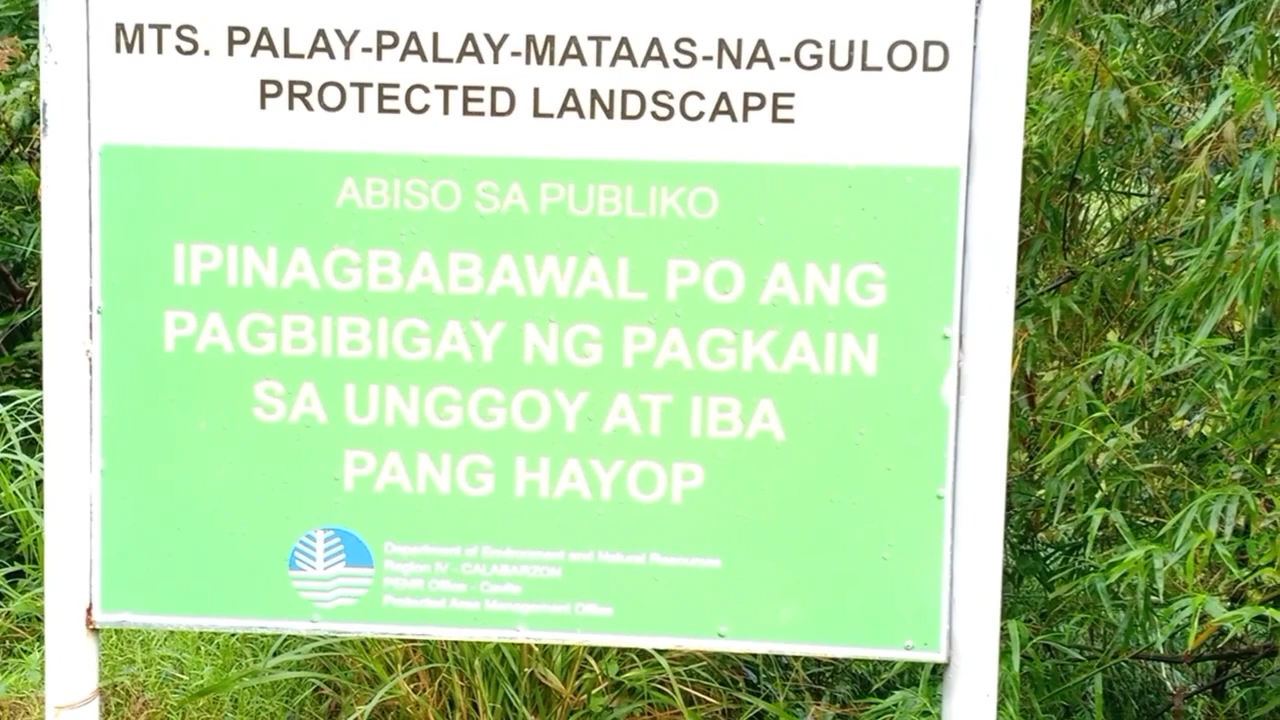 MTS. PALAY-PALAY-MATAAS-NA-GULOD
PROTECTED LANDSCAPE
ABISO SA PUBLIKO
IPINAGBABAWAL PO ANG
PAGBIBIGAY NG PAGKAIN
SA UNGGOY AT IBA
PANG HAYOP
Department of Environment and Natural Resources
Region IV - CALABARZON
PENR Office - Cavite
Protected Area Management Office